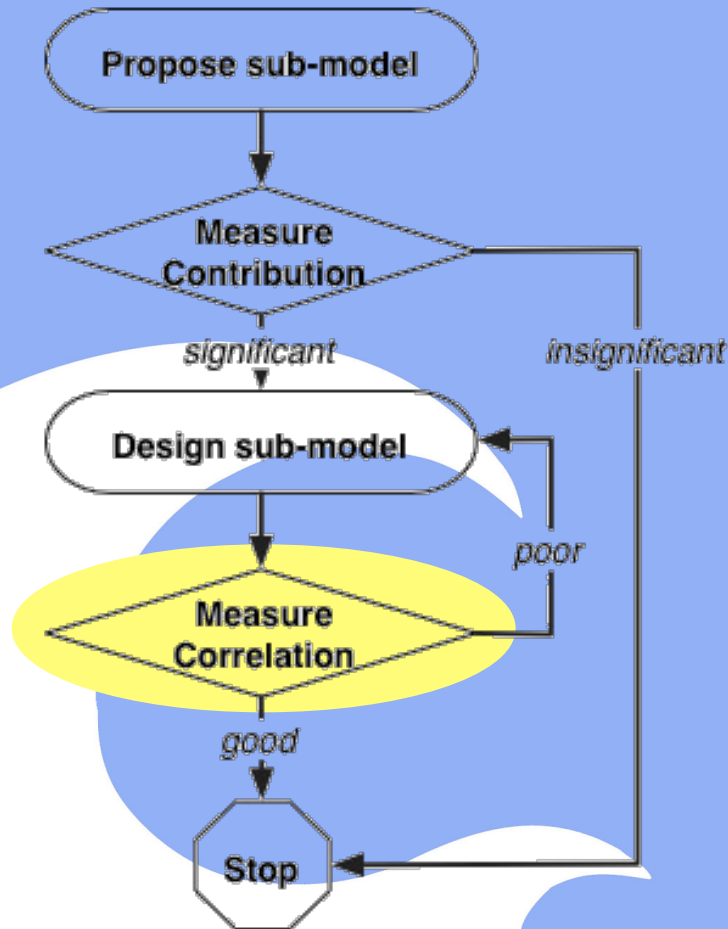 Propose sub-model
Measure
Contribution
significant
insignificant
Design sub-model
poor
Measure
Correlation
good
Stop